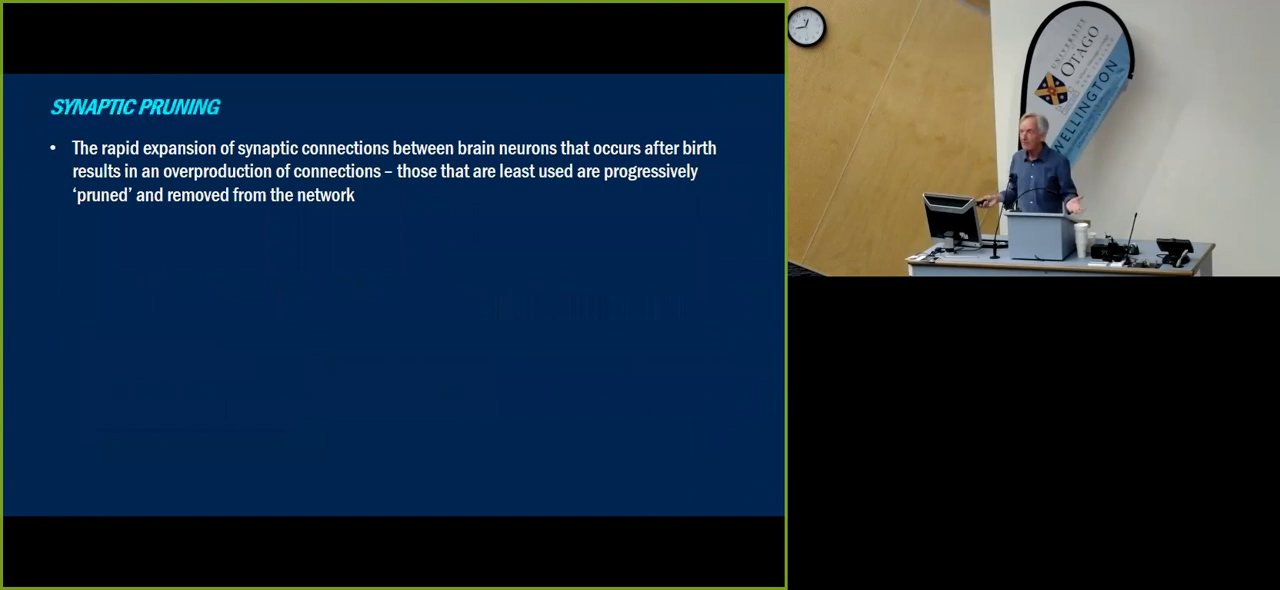 SYNAPTIC PRUNING
• The rapid expansion of synaptic connections between brain neurons that occurs after birth
results in an overproduction of connections – those that are least used are progressively
‘pruned’ and removed from the network
UNIVERSITY
OTAGO
WELLINGTON